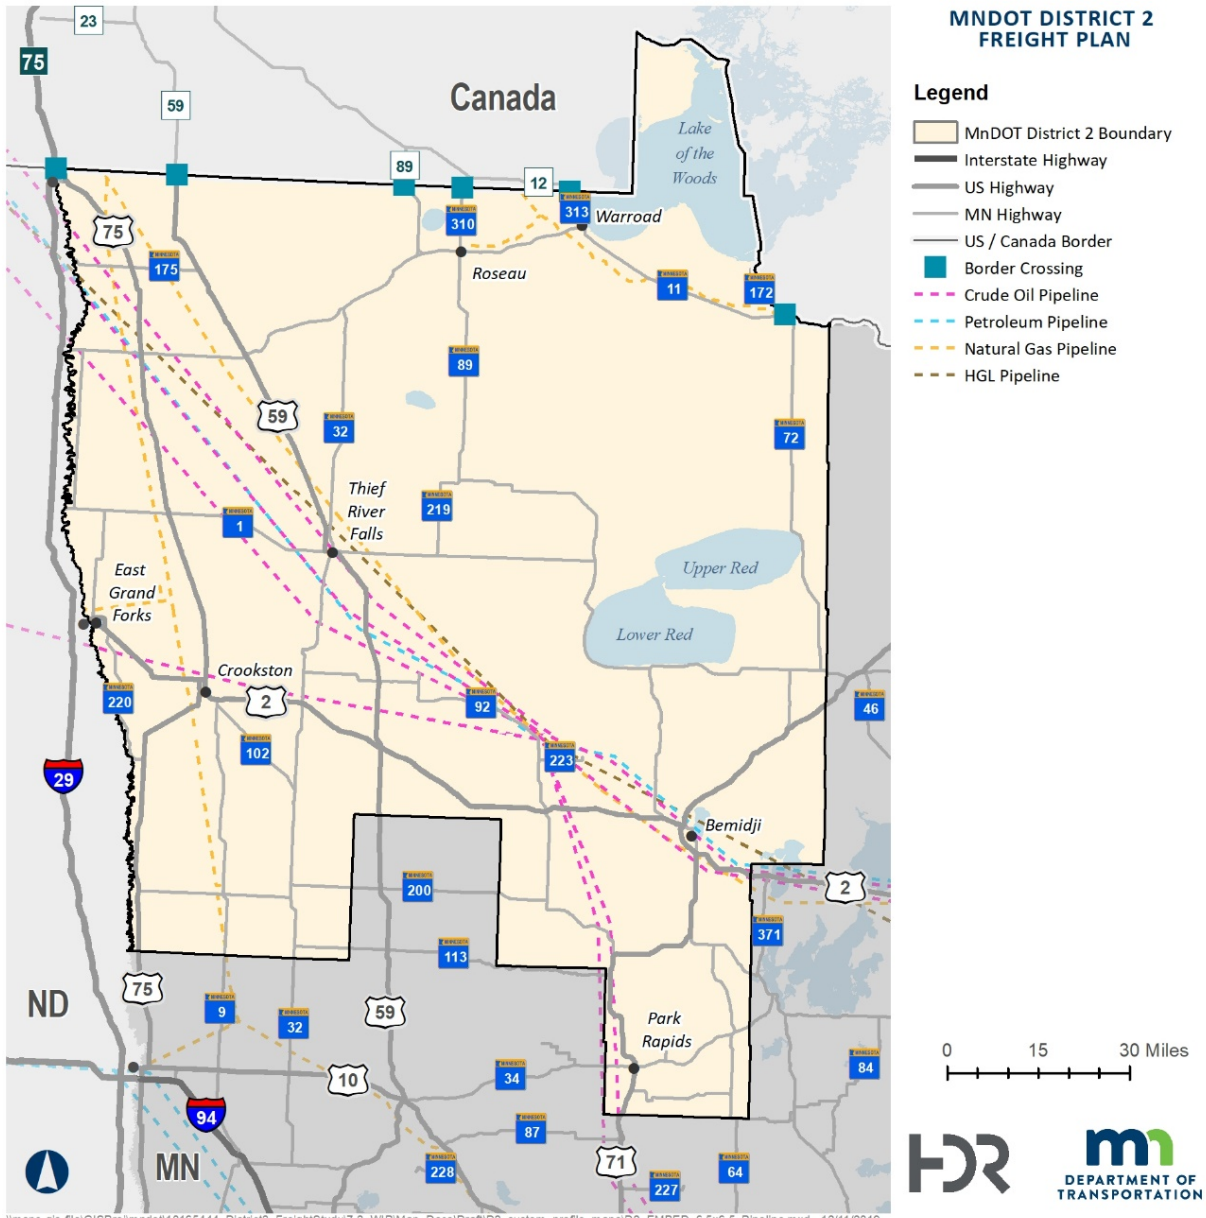 MNDOT DISTRICT 2
FREIGHT PLAN
Legend
MnDOT District 2 Boundary
Interstate Highway
US Highway
MN Highway
US / Canada Border
Border Crossing
Crude Oil Pipeline
Petroleum Pipeline
Natural Gas Pipeline
HGL Pipeline
23
75
59
Canada
89
12
Lake
of the
Woods
310
313
Warroad
75
175
Roseau
11
172
59
89
32
72
Thief
River
Falls
219
1
East
Grand
Forks
Upper Red
Lower Red
Crookston
220
2
92
46
102
223
29
Bemidji
200
2
371
113
75
ND
9
32
59
Park
Rapids
0 15 30 Miles
10
34
84
94
87
MN
228
71
227
64
HDR
mn
DEPARTMENT OF
TRANSPORTATION